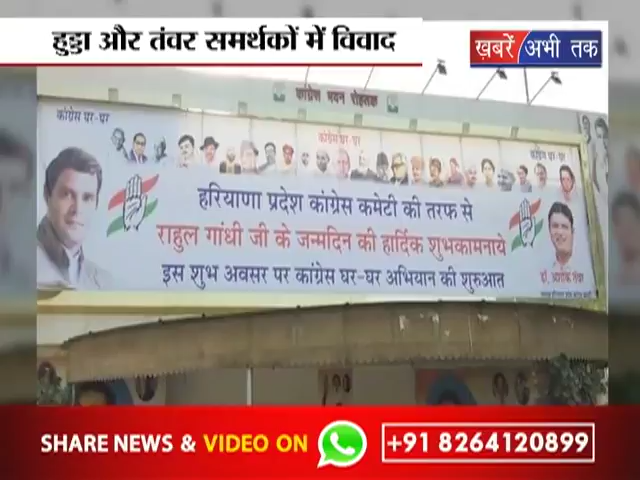 हुड्डा और तंवर समर्थकों में विवाद
ख़बरें अभी तक
कांग्रेस भवन रोहतक
कांग्रेस घर-घर
कांग्रेस घर-घर
कांग्रेस घर-घर
हरियाणा प्रदेश कांग्रेस कमेटी की तरफ से
राहुल गांधी जी के जन्मदिन की हार्दिक शुभकामनाये
इस शुभ अवसर पर कांग्रेस घर-घर अभियान की शुरुआत
डॉ. अशोक तंवर
SHARE NEWS & VIDEO ON
+91 8264120899